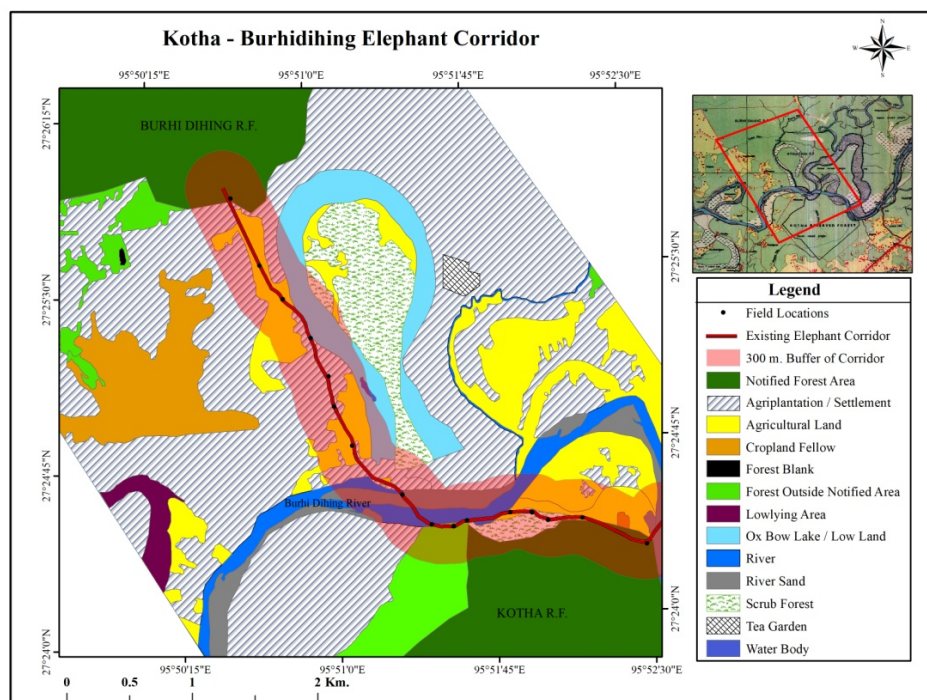 Kotha - Burhidihing Elephant Corridor
N
W
E
S
95°50'15"E
95°51'0"E
95°51'45"E
95°52'30"E
27°26'15"N
27°25'30"N
27°24'45"N
27°24'0"N
BURHI DIHING R.F.
Burhi Dihing River
KOTHA R.F.
27°25'30"N
27°24'45"N
27°24'0"N
95°50'15"E
95°51'0"E
95°51'45"E
95°52'30"E
0 0.5 1 2 Km.
Legend
Field Locations
Existing Elephant Corridor
300 m. Buffer of Corridor
Notified Forest Area
Agriplantation / Settlement
Agricultural Land
Cropland Fellow
Forest Blank
Forest Outside Notified Area
Lowlying Area
Ox Bow Lake / Low Land
River
River Sand
Scrub Forest
Tea Garden
Water Body